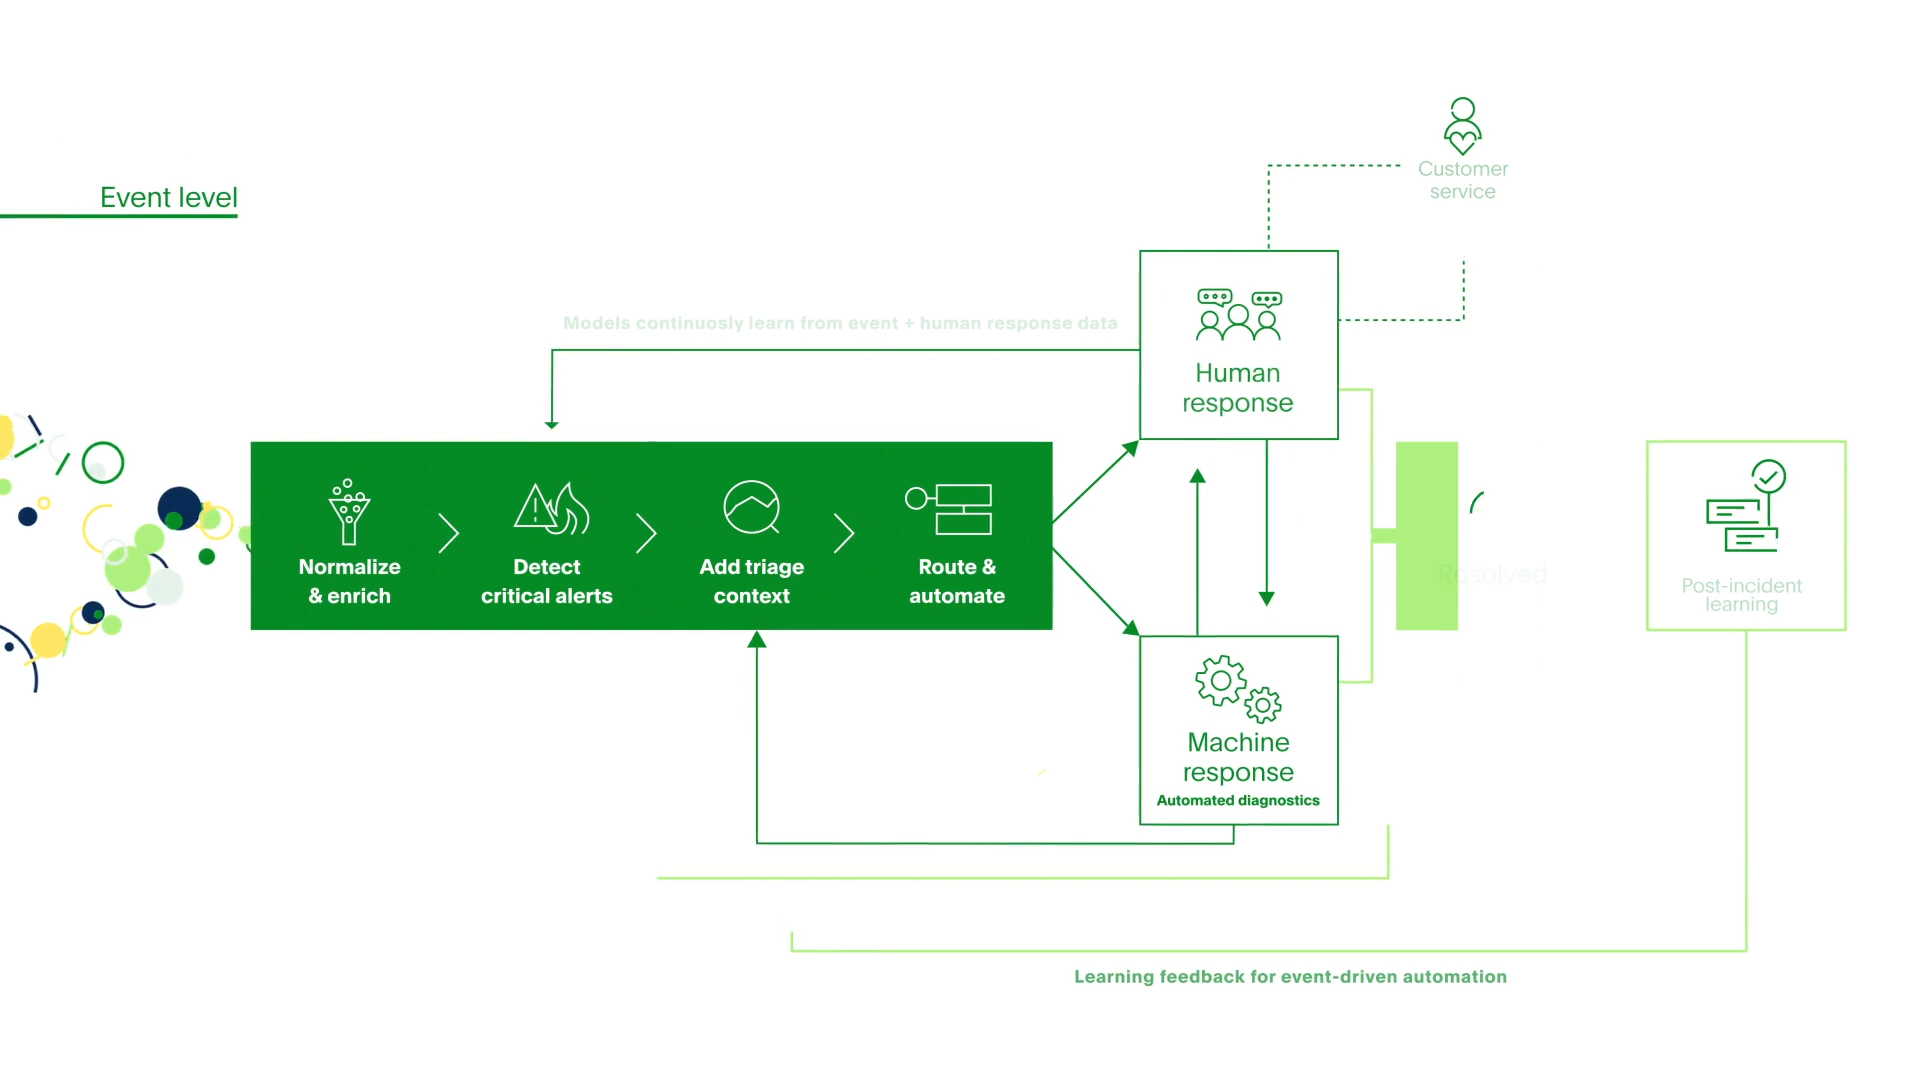 Event level
Customer
service
Models continuosly learn from event + human response data
Human
response
Normalize
& enrich
Detect
critical alerts
Add triage
context
Route &
automate
Resolved
Post-incident
learning
Machine
response
Automated diagnostics
Learning feedback for event-driven automation